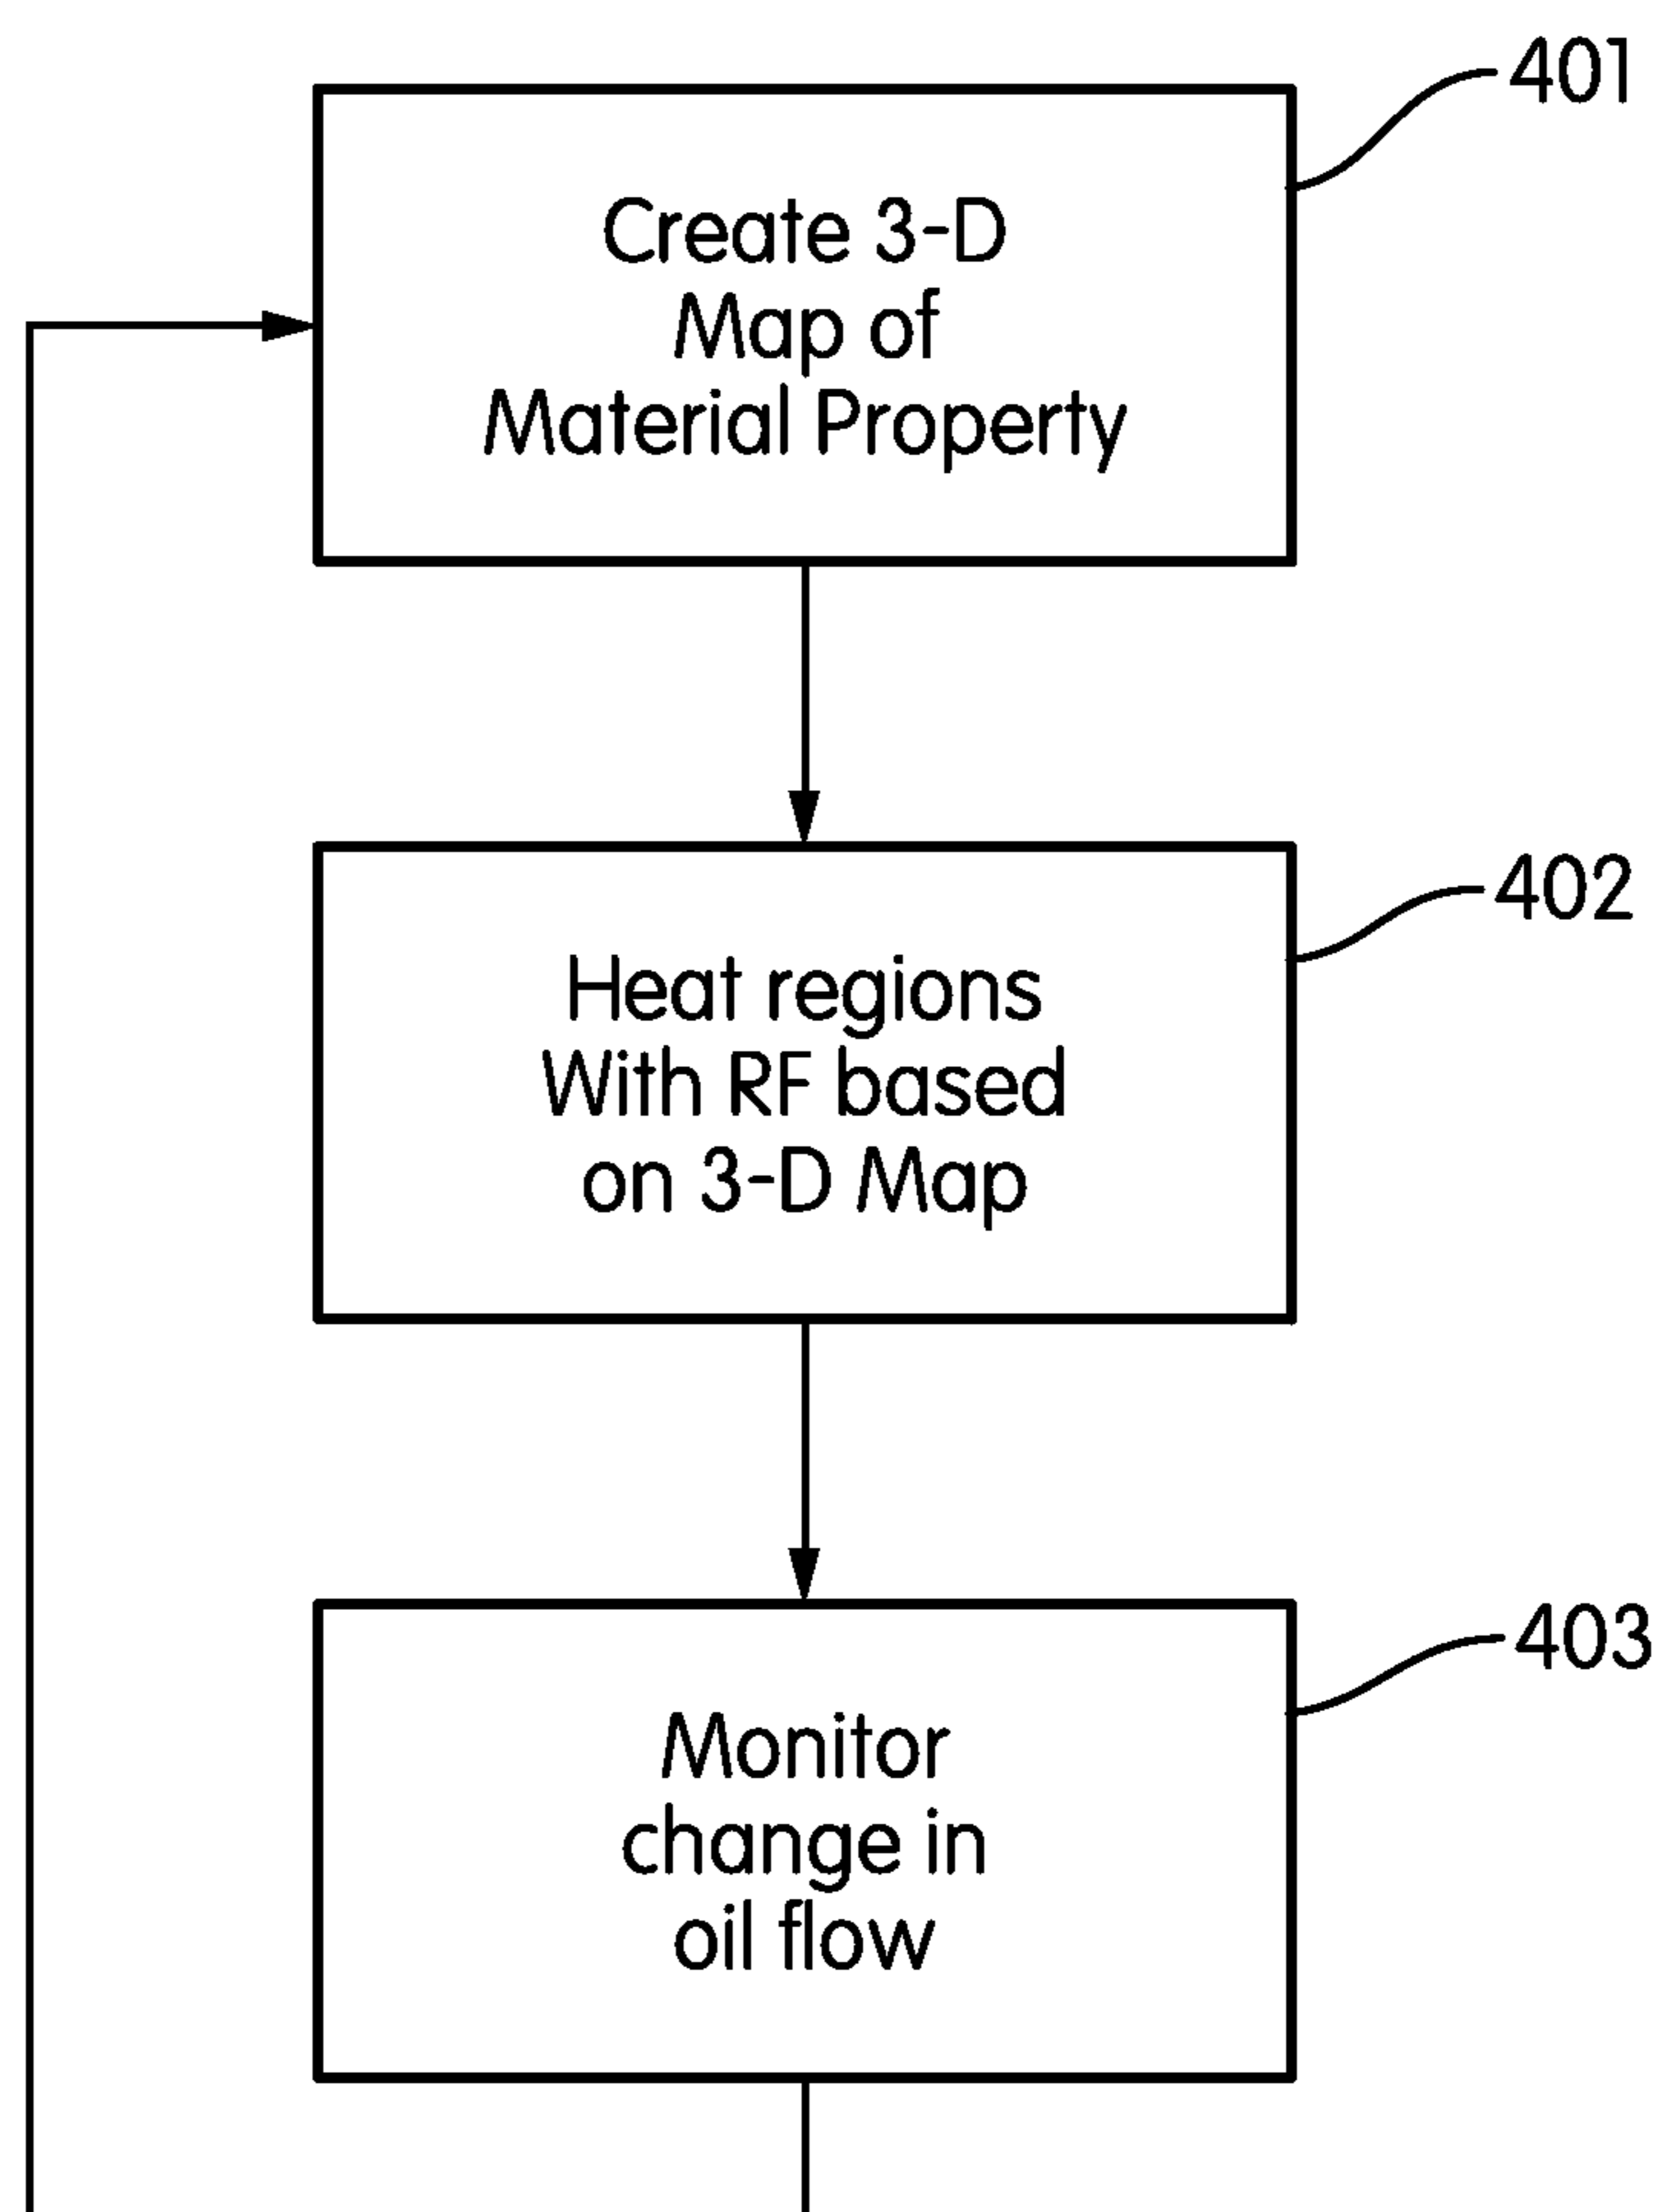 401
Create 3-D
Map of
Material Property
402
Heat regions
With RF based
on 3-D Map
403
Monitor
change in
oil flow